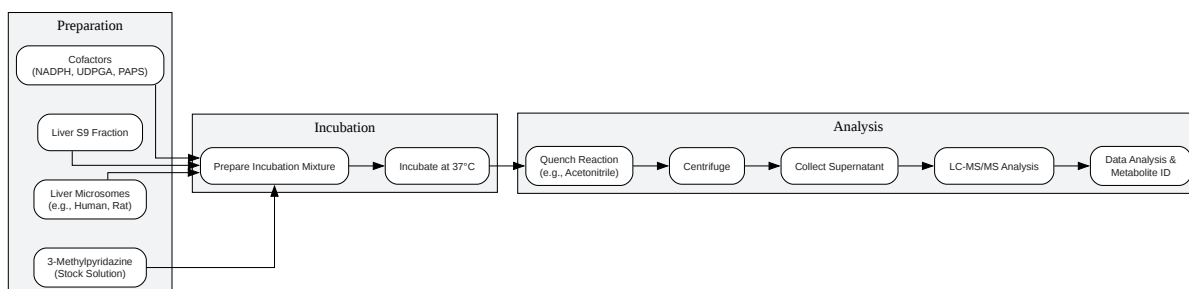 Preparation
Cofactors
(NADPH, UDPGA, PAPS)
Liver S9 Fraction
Liver Microsomes
(e.g., Human, Rat)
3-Methylpyridazine
(Stock Solution)
Incubation
Prepare Incubation Mixture
Incubate at 37°C
Analysis
Quench Reaction
(e.g., Acetonitrile)
Centrifuge
Collect Supernatant
LC-MS/MS Analysis
Data Analysis &
Metabolite ID